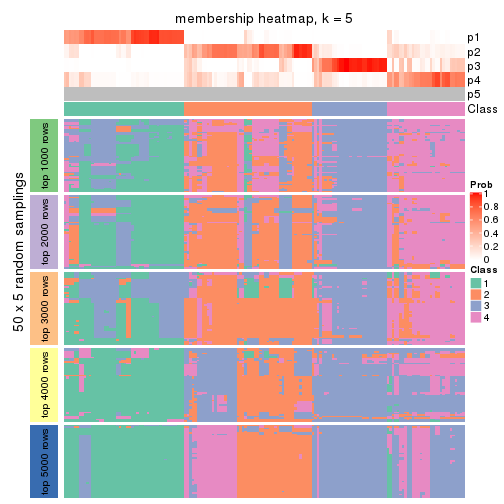 membership heatmap, k = 5
p1
p2
p3
p4
p5
Class
50 x 5 random samplings
top 1000 rows
top 2000 rows
top 3000 rows
top 4000 rows
top 5000 rows
Prob
1
0.8
0.6
0.4
0.2
0
Class
1
2
3
4